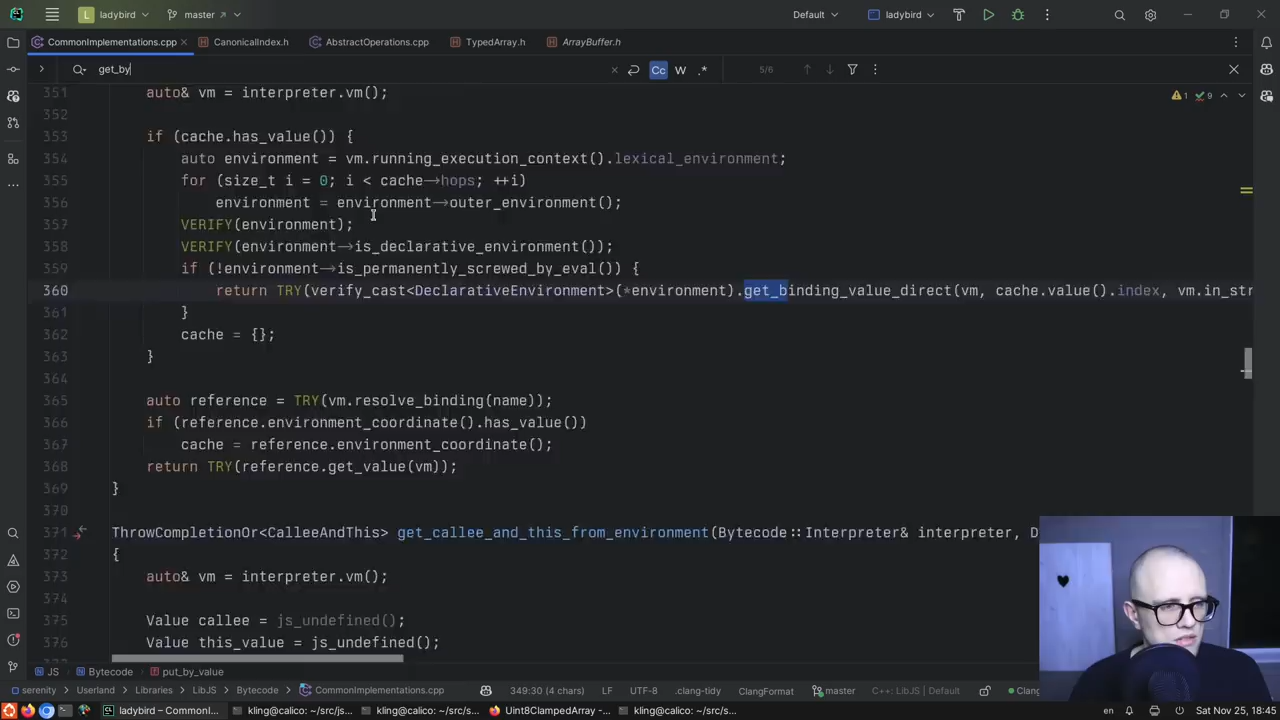 ladybird
master
Default
ladybird
CommonImplementations.cpp
CanonicalIndex.h
AbstractOperations.cpp
TypedArray.h
ArrayBuffer.h
get_by
Cc
W
.*
5/6
351 auto& vm = interpreter.vm();
1
9
352
353 if (cache.has_value()) {
354 auto environment = vm.running_execution_context().lexical_environment;
355 for (size_t i = 0; i < cache->hops; ++i)
356 environment = environment->outer_environment();
357 VERIFY(environment);
358 VERIFY(environment->is_declarative_environment());
359 if (!environment->is_permanently_screwed_by_eval()) {
360 return TRY(verify_cast<DeclarativeEnvironment>(*environment).get_binding_value_direct(vm, cache.value().index, vm.in_str
361 }
362 cache = {};
363 }
364
365 auto reference = TRY(vm.resolve_binding(name));
366 if (reference.environment_coordinate().has_value())
367 cache = reference.environment_coordinate();
368 return TRY(reference.get_value(vm));
369 }
370
371 ThrowCompletionOr<CalleeAndThis> get_callee_and_this_from_environment(Bytecode::Interpreter& interpreter, D
372 {
373 auto& vm = interpreter.vm();
374
375 Value callee = js_undefined();
376 Value this_value = js_undefined();
JS
Bytecode
put_by_value
serenity
Userland
Libraries
LibJS
Bytecode
CommonImplementations.cpp
349:30 (4 chars)
LF
UTF-8
.clang-tidy
ClangFormat
master
C++: LibJS | Default
Clan
ladybird – CommonI...
kling@calico: ~/src/js...
kling@calico: ~/src/s...
Uint8ClampedArray -...
kling@calico: ~/src/s...
en
Sat Nov 25, 18:45